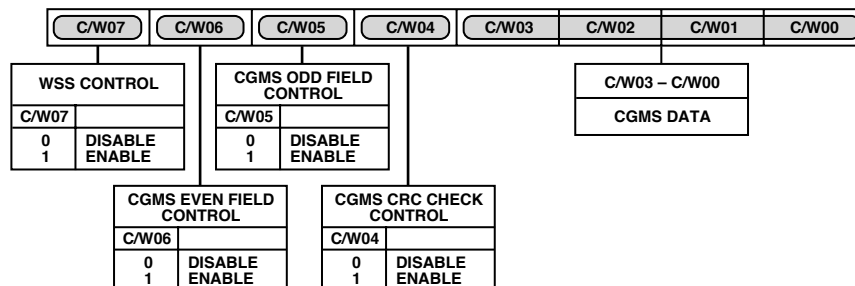 C/W07 C/W06 C/W05 C/W04 C/W03 C/W02 C/W01 C/W00
WSS CONTROL
C/W07
0 DISABLE
1 ENABLE
CGMS ODD FIELD
CONTROL
C/W05
0 DISABLE
1 ENABLE
C/W03 – C/W00
CGMS DATA
CGMS EVEN FIELD
CONTROL
C/W06
0 DISABLE
1 ENABLE
CGMS CRC CHECK
CONTROL
C/W04
0 DISABLE
1 ENABLE